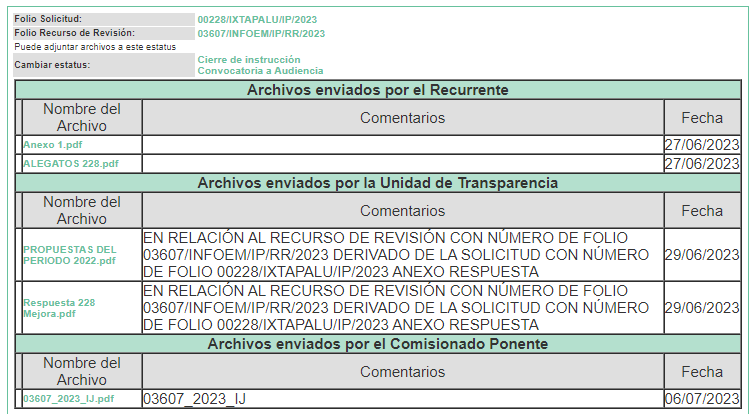 Folio Solicitud: 00228/IXTAPALU/IP/2023
Folio Recurso de Revisión: 03607/INFOEM/IP/RR/2023
Puede adjuntar archivos a este estatus
Cambiar estatus: Cierre de instrucción
Convocatoria a Audiencia
Archivos enviados por el Recurrente
Nombre del Archivo Comentarios Fecha
Anexo 1.pdf 27/06/2023
ALEGATOS 228.pdf 27/06/2023
Archivos enviados por la Unidad de Transparencia
Nombre del Archivo Comentarios Fecha
PROPUESTAS DEL PERIODO 2022.pdf
EN RELACIÓN AL RECURSO DE REVISIÓN CON NÚMERO DE FOLIO
03607/INFOEM/IP/RR/2023 DERIVADO DE LA SOLICITUD CON NÚMERO
DE FOLIO 00228/IXTAPALU/IP/2023 ANEXO RESPUESTA
29/06/2023
Respuesta 228 Mejora.pdf
EN RELACIÓN AL RECURSO DE REVISIÓN CON NÚMERO DE FOLIO
03607/INFOEM/IP/RR/2023 DERIVADO DE LA SOLICITUD CON NÚMERO
DE FOLIO 00228/IXTAPALU/IP/2023 ANEXO RESPUESTA
29/06/2023
Archivos enviados por el Comisionado Ponente
Nombre del Archivo Comentarios Fecha
03607_2023_IJ.pdf 03607_2023_IJ 06/07/2023